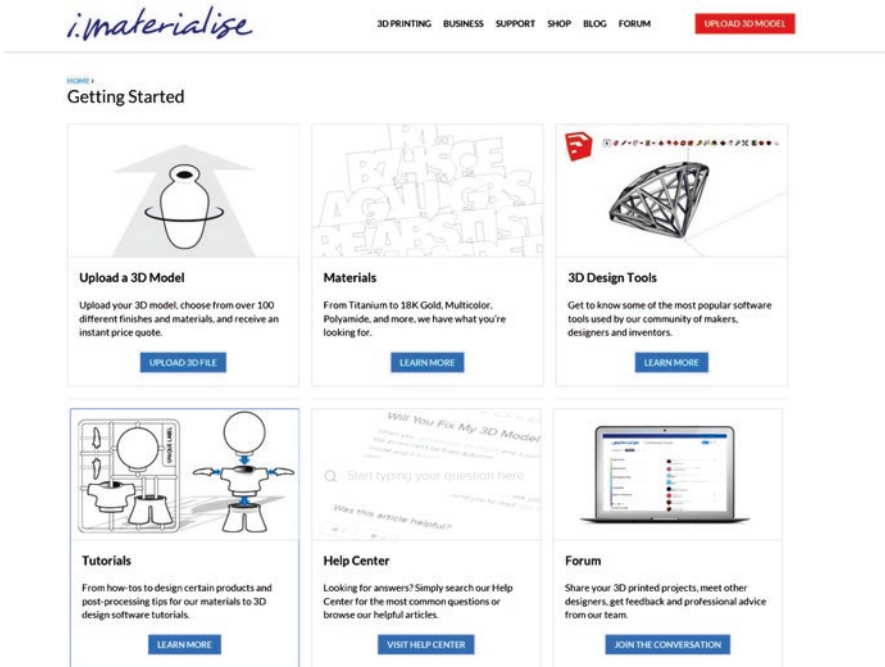 i.materialise
3D PRINTING BUSINESS SUPPORT SHOP BLOG FORUM
UPLOAD 3D MODEL
HOME ›
Getting Started
Upload a 3D Model
Upload your 3D model, choose from over 100
different finishes and materials, and receive an
instant price quote.
UPLOAD 3D FILE
Materials
From Titanium to 18K Gold, Multicolor,
Polyamide, and more, we have what you're
looking for.
LEARN MORE
3D Design Tools
Get to know some of the most popular software
tools used by our community of makers,
designers and inventors.
LEARN MORE
UNIQUE LABEL
Tutorials
From how-tos to design certain products and
post-processing tips for our materials to 3D
design software tutorials.
LEARN MORE
Will You Fix My 3D Model
Start typing your question here
Was this article helpful?
Help Center
Looking for answers? Simply search our Help
Center for the most common questions or
browse our helpful articles.
VISIT HELP CENTER
Forum
Share your 3D printed projects, meet other
designers, get feedback and professional advice
from our team.
JOIN THE CONVERSATION